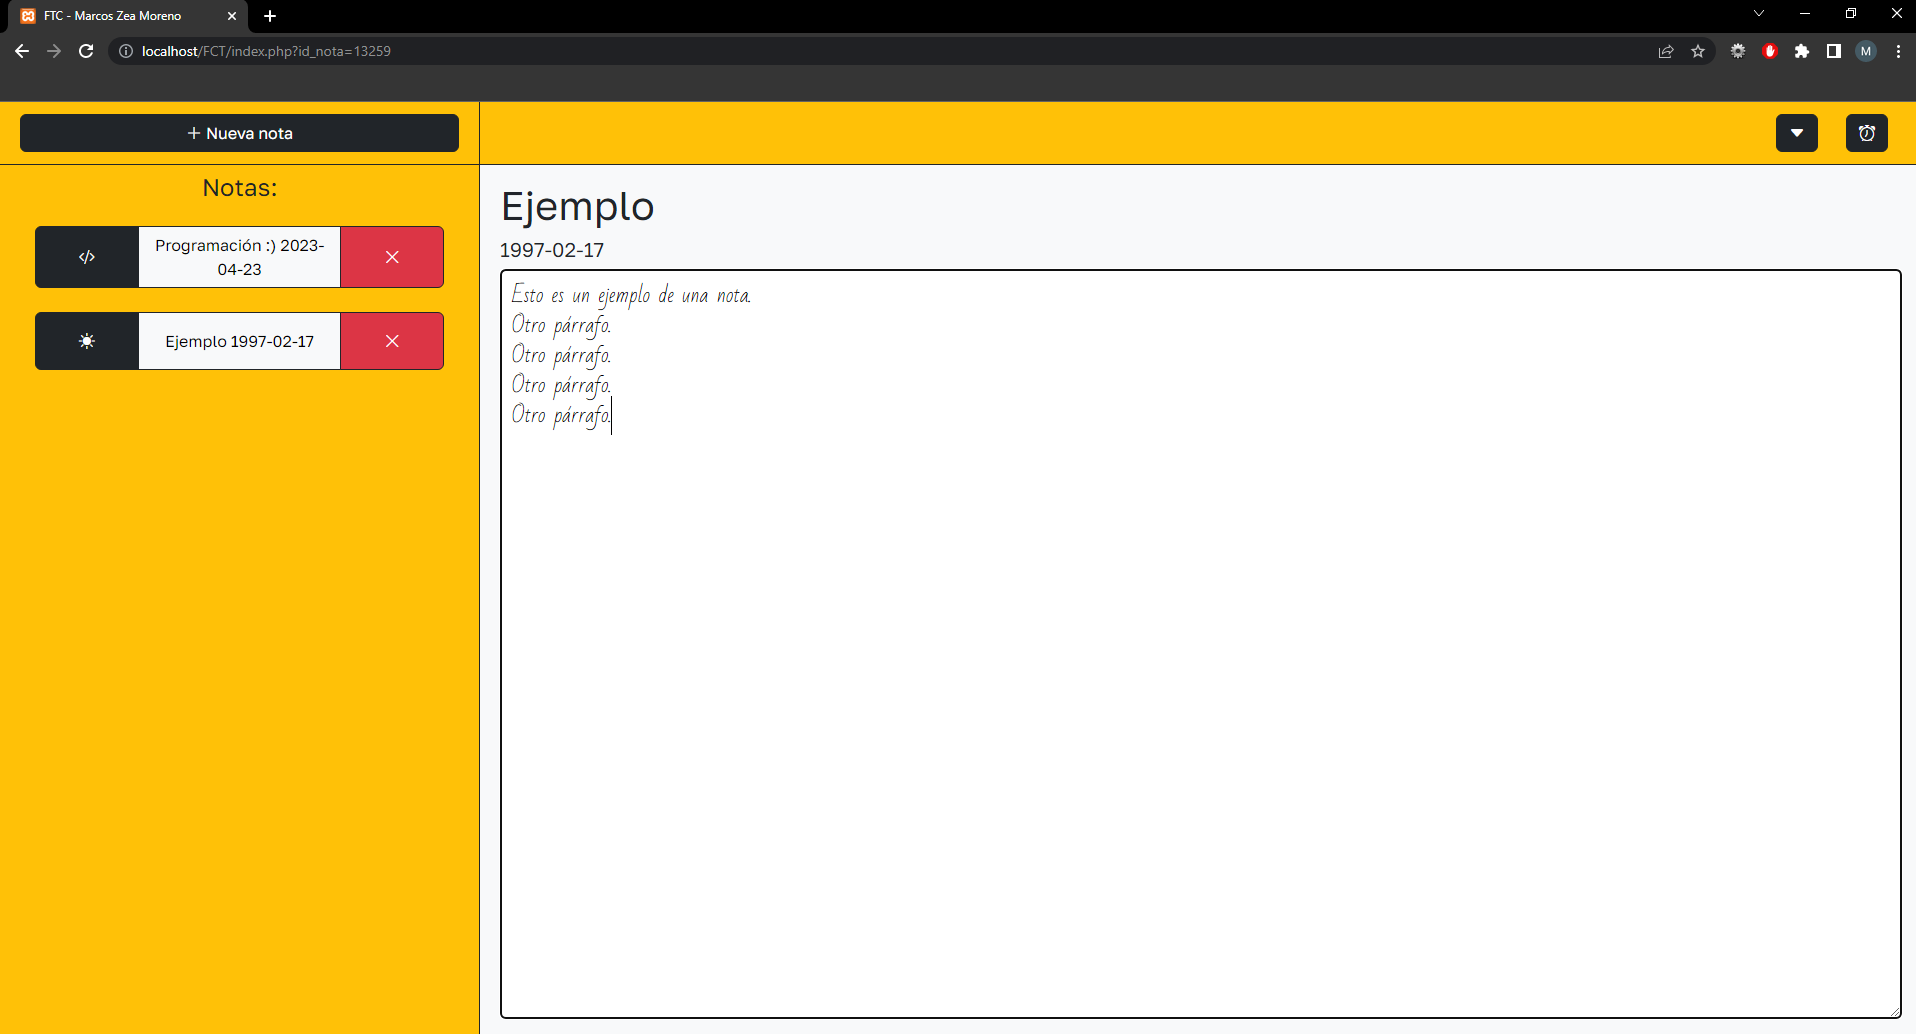 FTC - Marcos Zea Moreno
localhost/FCT/index.php?id_nota=13259
M
Nueva nota
Notas:
Programación :) 2023-
04-23
Ejemplo 1997-02-17
Ejemplo
1997-02-17
Esto es un ejemplo de una nota.
Otro párrafo.
Otro párrafo.
Otro párrafo.
Otro párrafo.